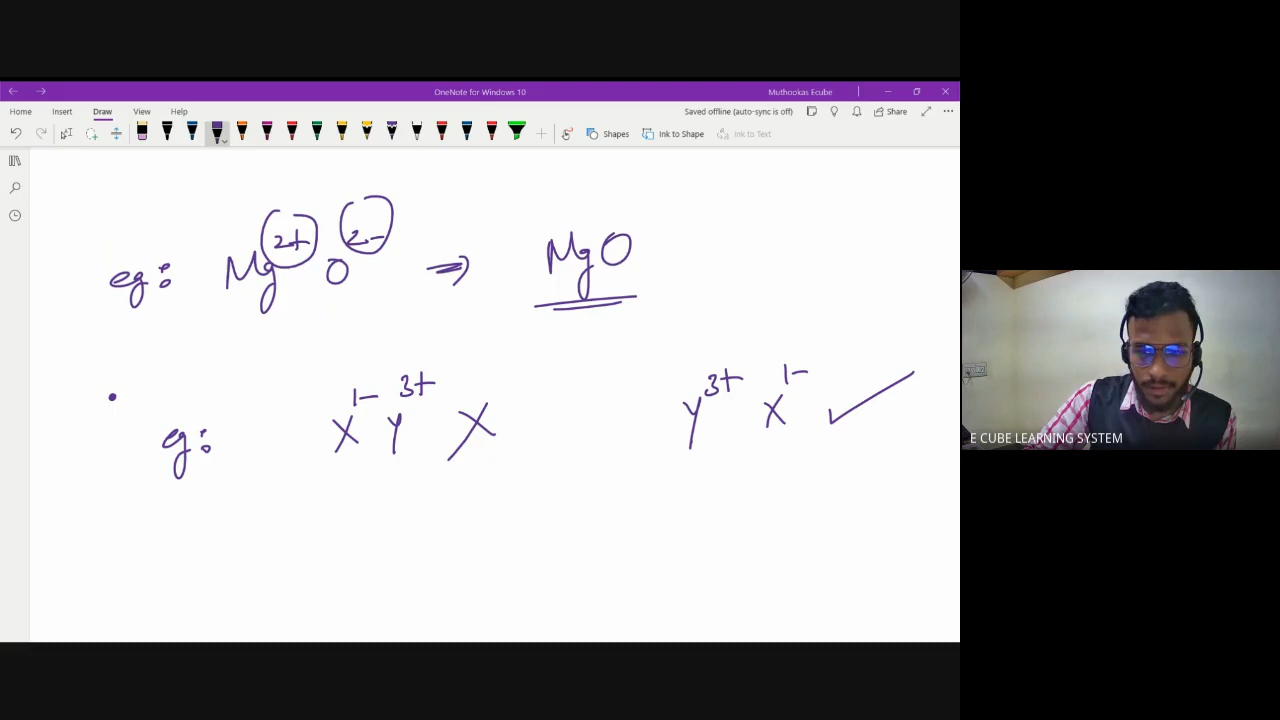 OneNote for Windows 10
Muthookas Ecube
Home Insert Draw View Help
Saved offline (auto-sync is off)
Share
Shapes
Ink to Shape
Ink to Text
eg: Mg²⁺ O²⁻ ⇒ MgO
eg: X¹⁻ Y³⁺ ✗ Y³⁺ X¹⁻ ✓
E CUBE LEARNING SYSTEM